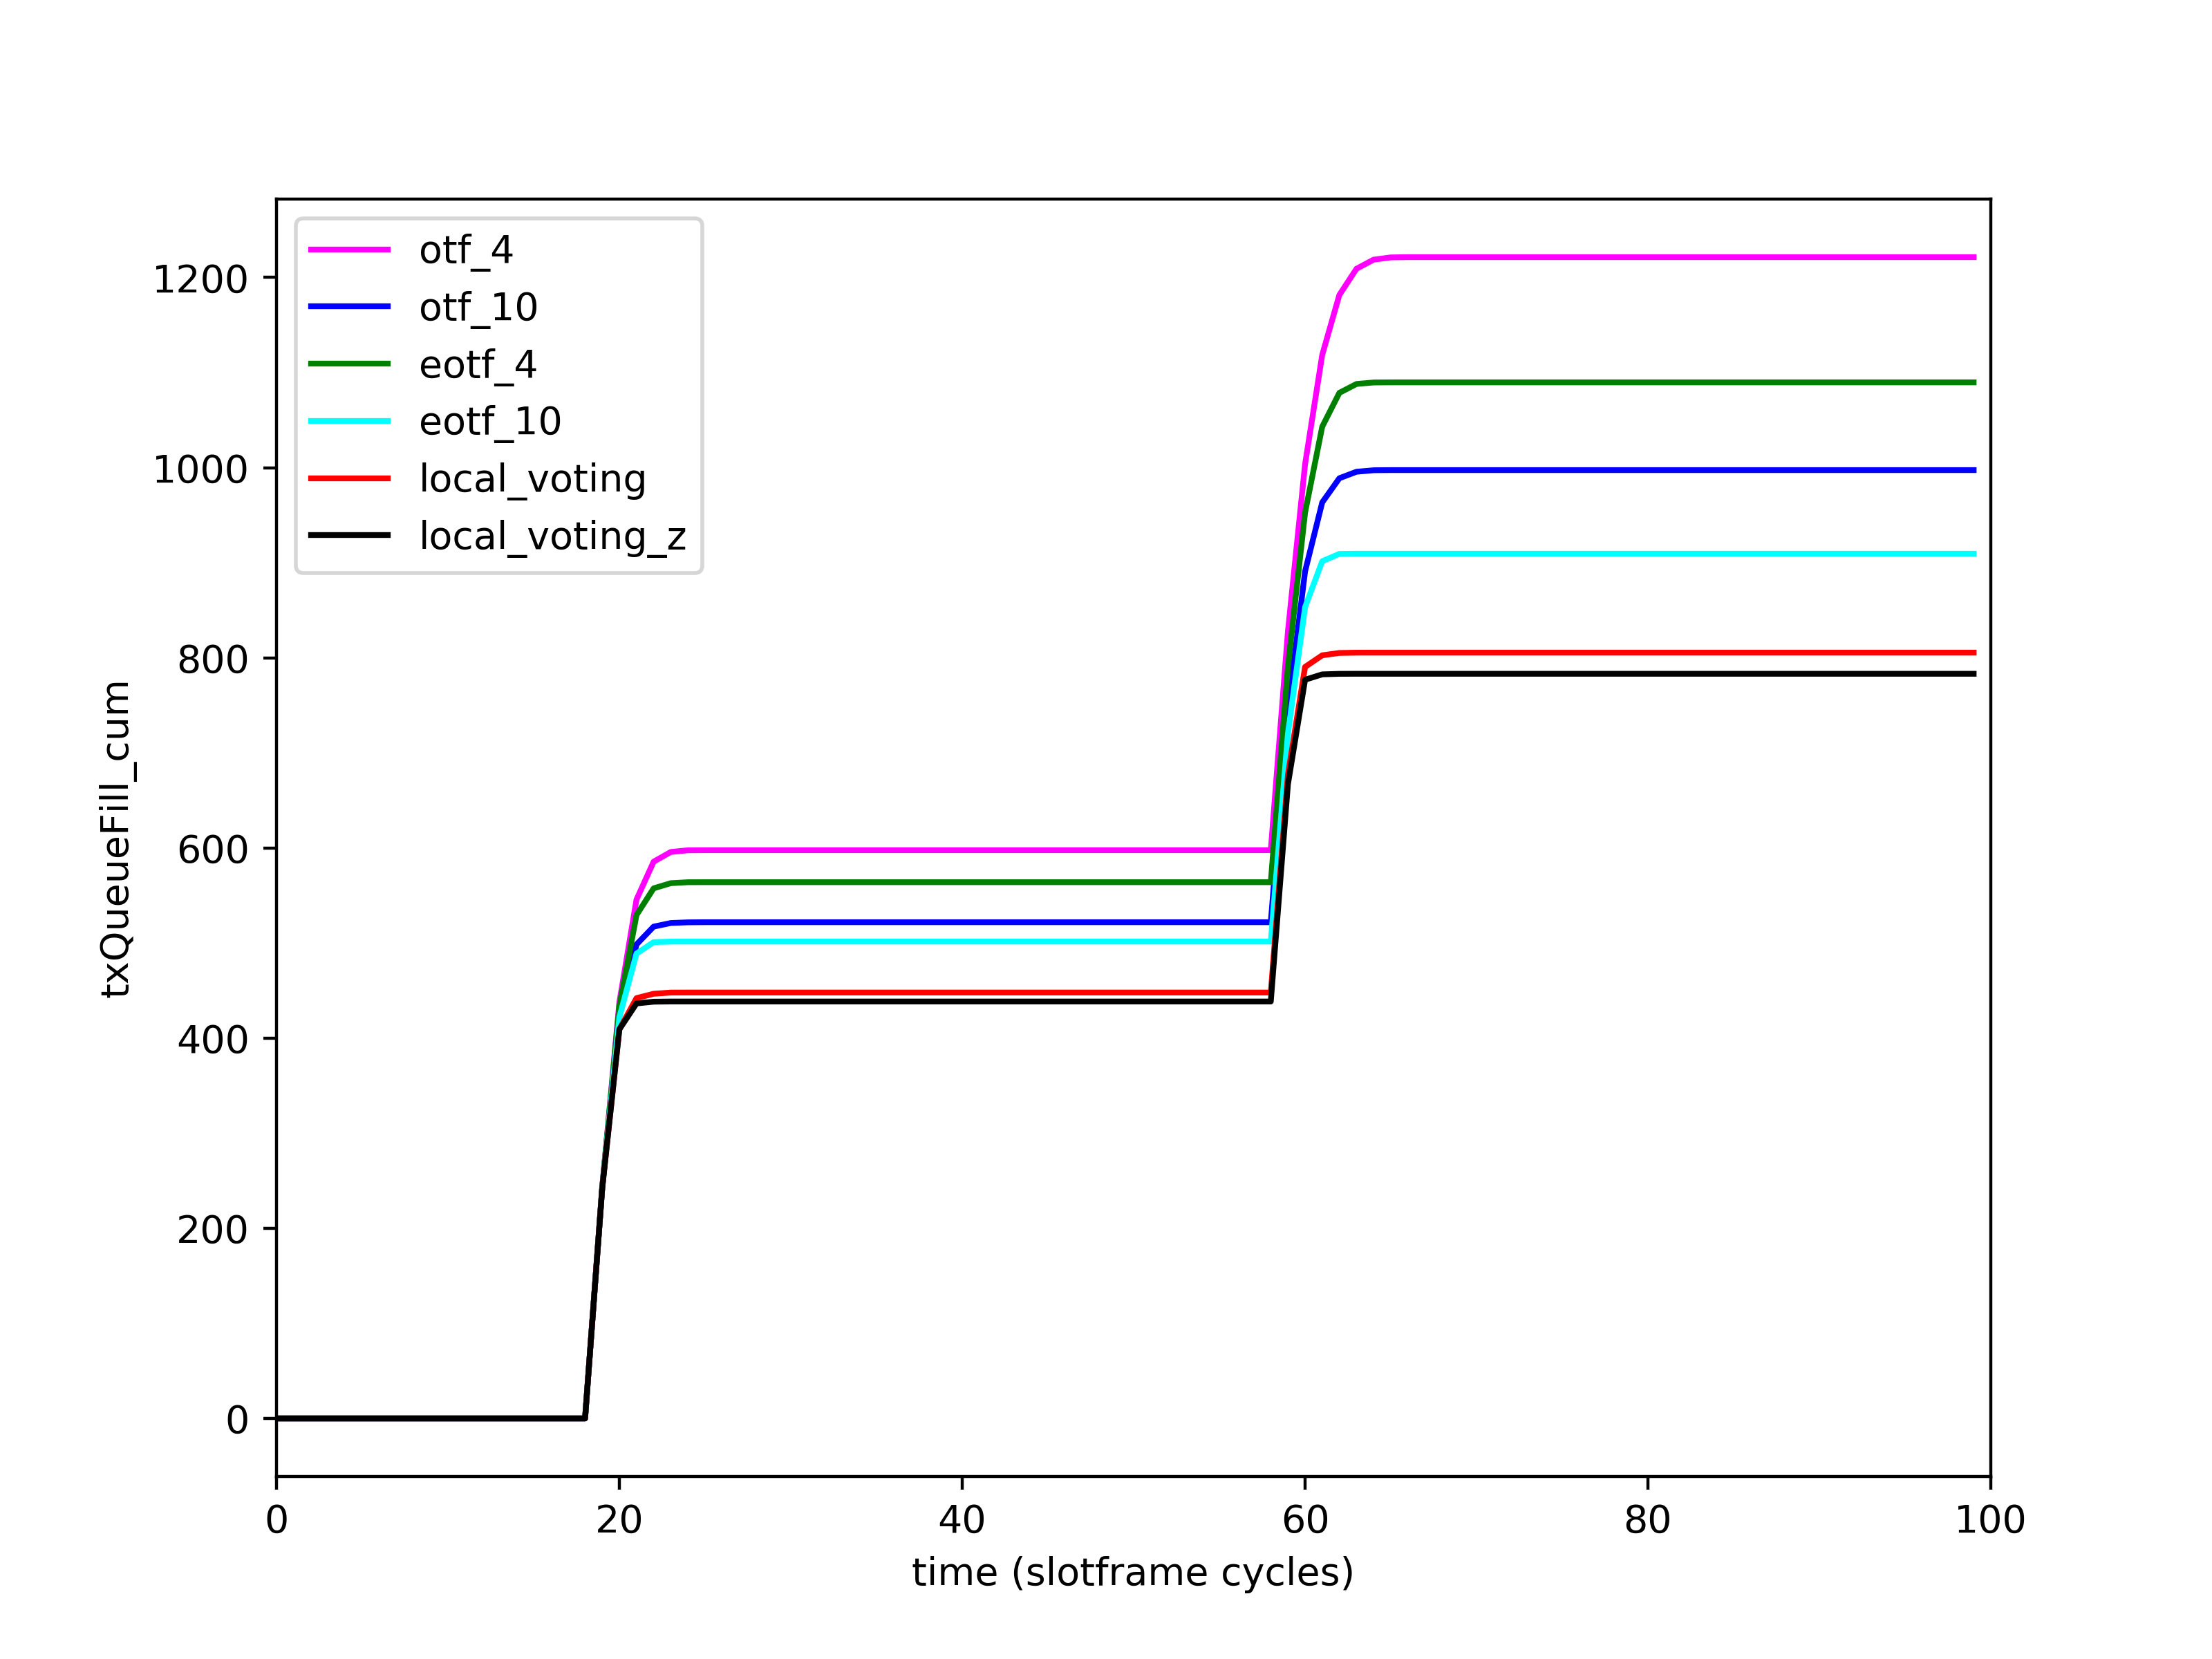 otf_4
otf_10
eotf_4
eotf_10
local_voting
local_voting_z
1200
1000
800
600
400
200
0
txQueueFill_cum
0 20 40 60 80 100
time (slotframe cycles)